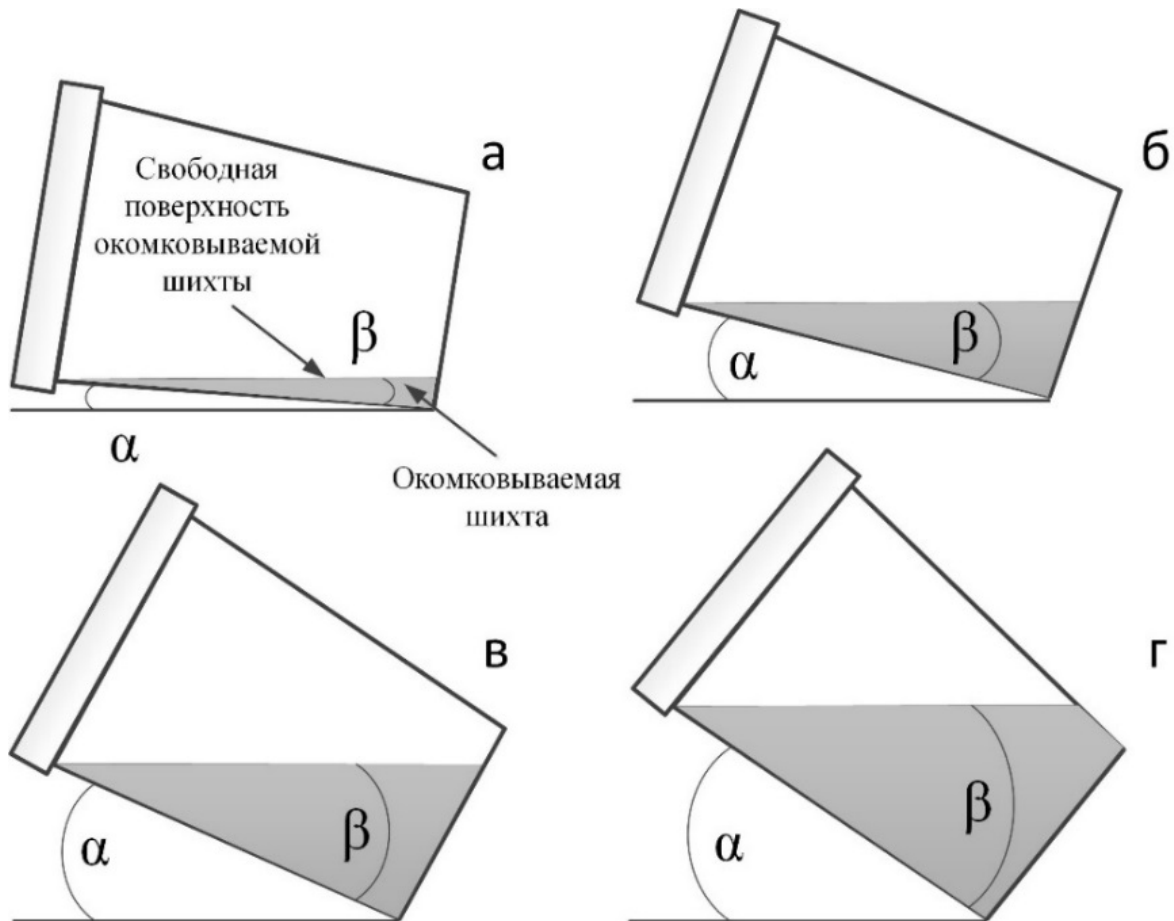 а
Свободная
поверхность
окомковываемой
шихты
β
α
Окомковываемая
шихта
б
β
α
в
β
α
г
β
α